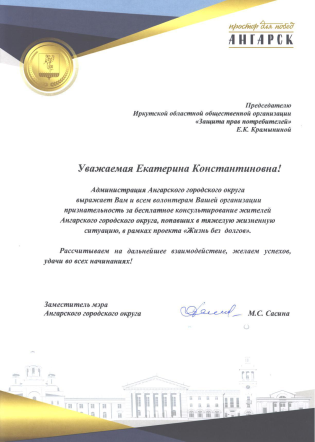 простор для побед
АНГАРСК
Председателю
Иркутской областной общественной организации
«Защита прав потребителей»
Е.К. Крамыниной
Уважаемая Екатерина Константиновна!
Администрация Ангарского городского округа
выражает Вам и всем волонтерам Вашей организации
признательность за бесплатное консультирование жителей
Ангарского городского округа, попавших в тяжелую жизненную
ситуацию, в рамках проекта «Жизнь без долгов».
Рассчитываем на дальнейшее взаимодействие, желаем успехов,
удачи во всех начинаниях!
Заместитель мэра
Ангарского городского округа
М.С. Сасина